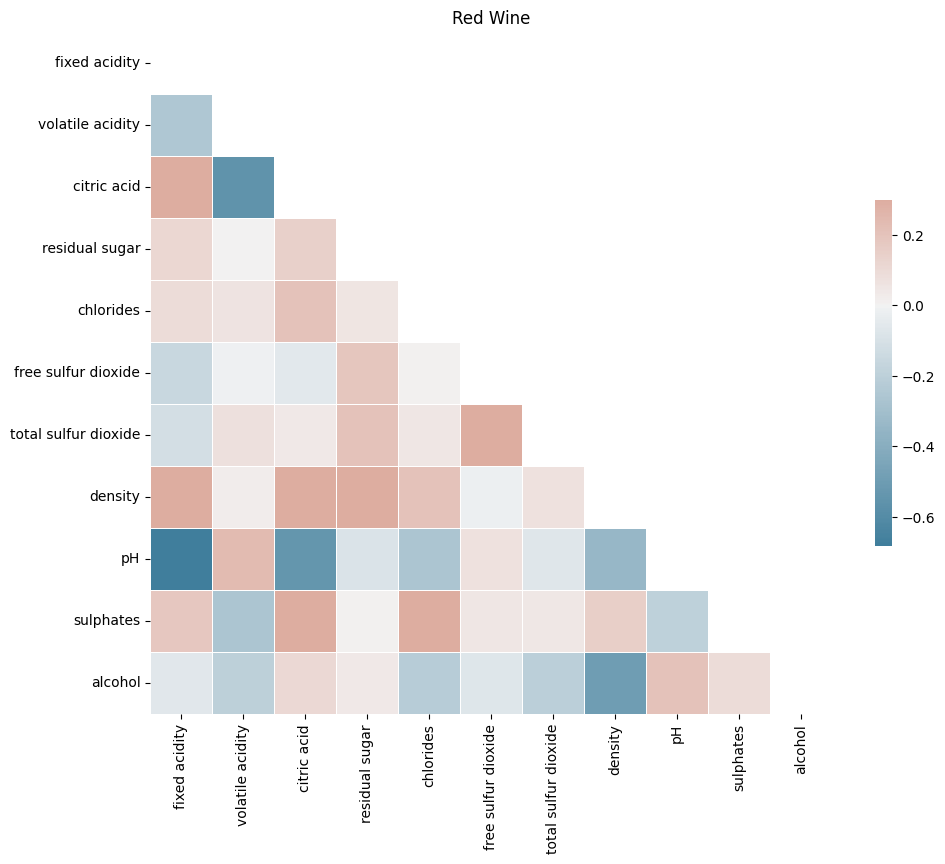 Red Wine
fixed acidity
volatile acidity
citric acid
residual sugar
chlorides
free sulfur dioxide
total sulfur dioxide
density
pH
sulphates
alcohol
fixed acidity
volatile acidity
citric acid
residual sugar
chlorides
free sulfur dioxide
total sulfur dioxide
density
pH
sulphates
alcohol
0.2
0.0
−0.2
−0.4
−0.6